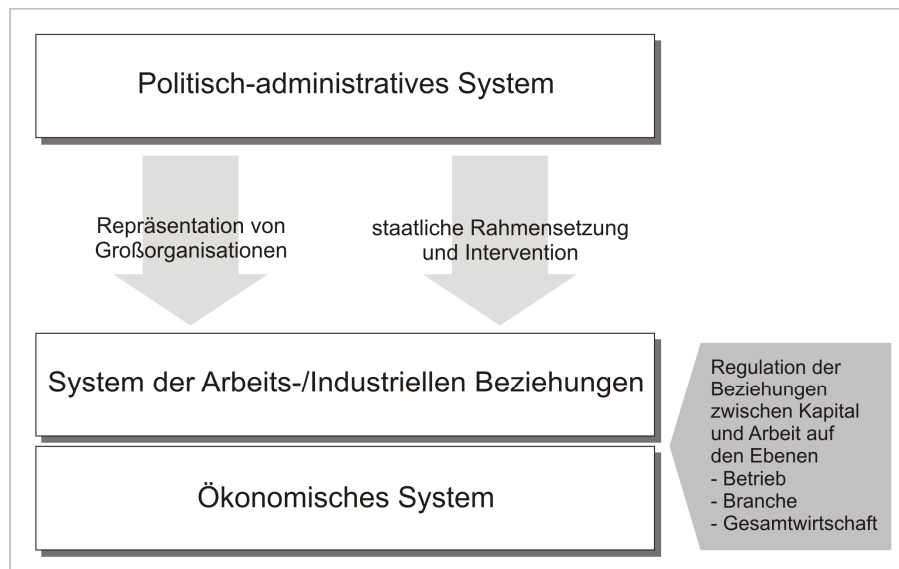 Politisch-administratives System
Repräsentation von
Großorganisationen
staatliche Rahmensetzung
und Intervention
System der Arbeits-/Industriellen Beziehungen
Ökonomisches System
Regulation der
Beziehungen
zwischen Kapital
und Arbeit auf
den Ebenen
- Betrieb
- Branche
- Gesamtwirtschaft